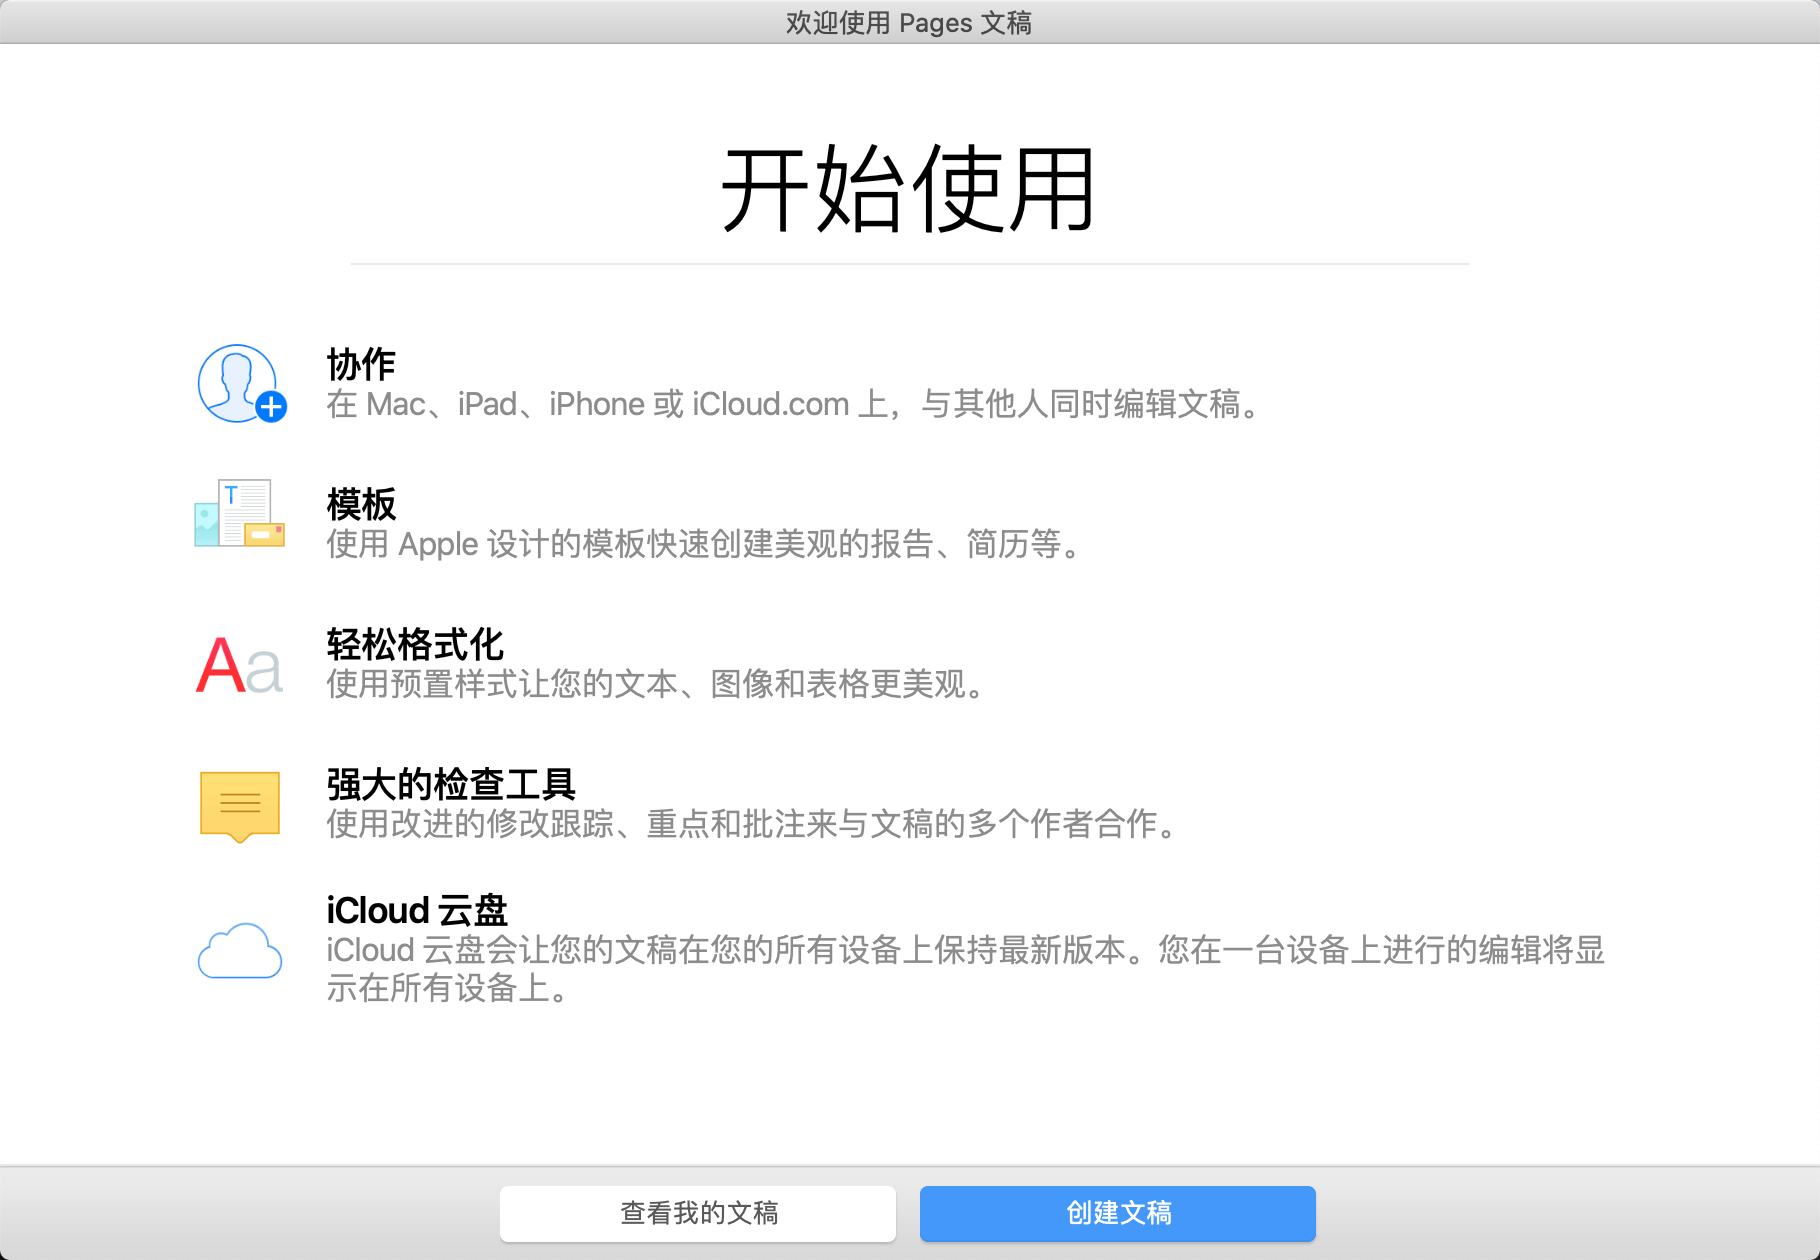 欢迎使用 Pages 文稿
开始使用
协作
在 Mac、iPad、iPhone 或 iCloud.com 上，与其他人同时编辑文稿。
T
模板
使用 Apple 设计的模板快速创建美观的报告、简历等。
Aa
轻松格式化
使用预置样式让您的文本、图像和表格更美观。
强大的检查工具
使用改进的修改跟踪、重点和批注来与文稿的多个作者合作。
iCloud 云盘
iCloud 云盘会让您的文稿在您的所有设备上保持最新版本。您在一台设备上进行的编辑将显
示在所有设备上。
查看我的文稿
创建文稿